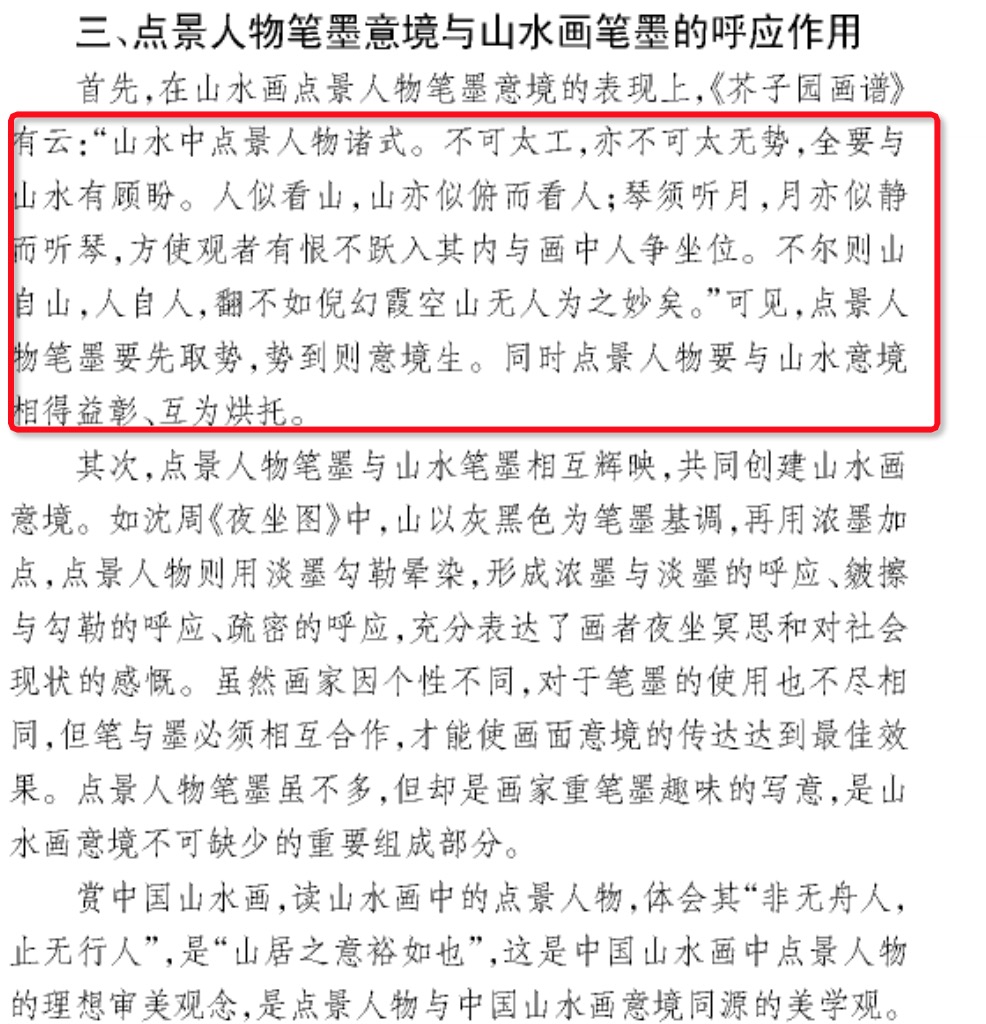 三、点景人物笔墨意境与山水画笔墨的呼应作用
首先,在山水画点景人物笔墨意境的表现上,《芥子园画谱》
有云:“山水中点景人物诸式。不可太工,亦不可太无势,全要与
山水有顾盼。人似看山,山亦似俯而看人;琴须听月,月亦似静
而听琴,方使观者有恨不跃入其内与画中人争坐位。不尔则山
自山,人自人,翻不如倪幻霞空山无人为之妙矣。”可见,点景人
物笔墨要先取势,势到则意境生。同时点景人物要与山水意境
相得益彰、互为烘托。
其次,点景人物笔墨与山水笔墨相互辉映,共同创建山水画
意境。如沈周《夜坐图》中,山以灰黑色为笔墨基调,再用浓墨加
点,点景人物则用淡墨勾勒晕染,形成浓墨与淡墨的呼应、皴擦
与勾勒的呼应、疏密的呼应,充分表达了画者夜坐冥思和对社会
现状的感慨。虽然画家因个性不同,对于笔墨的使用也不尽相
同,但笔与墨必须相互合作,才能使画面意境的传达达到最佳效
果。点景人物笔墨虽不多,但却是画家重笔墨趣味的写意,是山
水画意境不可缺少的重要组成部分。
赏中国山水画,读山水画中的点景人物,体会其“非无舟人,
止无行人”,是“山居之意裕如也”,这是中国山水画中点景人物
的理想审美观念,是点景人物与中国山水画意境同源的美学观。